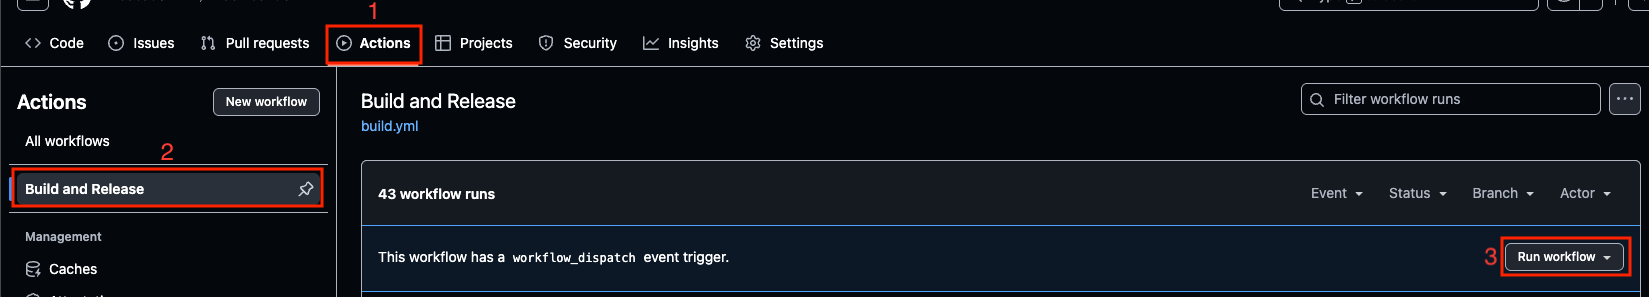 1
Code Issues Pull requests Actions Projects Security Insights Settings
Actions New workflow
All workflows
2
Build and Release
Management
Caches
Build and Release
build.yml
Filter workflow runs
43 workflow runs Event Status Branch Actor
This workflow has a workflow_dispatch event trigger. 3 Run workflow